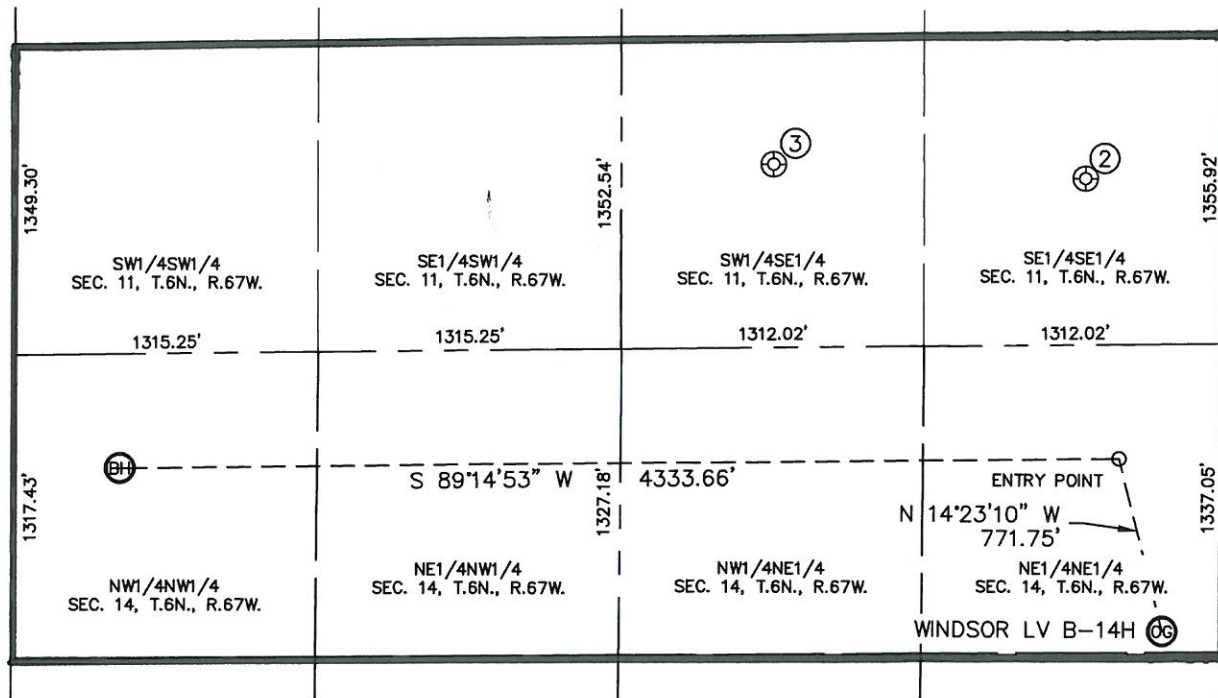 3
2
1349.30'
1352.54'
1355.92'
SW1/4SW1/4
SEC. 11, T.6N., R.67W.
SE1/4SW1/4
SEC. 11, T.6N., R.67W.
SW1/4SE1/4
SEC. 11, T.6N., R.67W.
SE1/4SE1/4
SEC. 11, T.6N., R.67W.
1315.25'
1315.25'
1312.02'
1312.02'
BH
S 89°14'53" W 4333.66'
ENTRY POINT
1317.43'
1327.18'
1337.05'
N 14°23'10" W
771.75'
NW1/4NW1/4
SEC. 14, T.6N., R.67W.
NE1/4NW1/4
SEC. 14, T.6N., R.67W.
NW1/4NE1/4
SEC. 14, T.6N., R.67W.
NE1/4NE1/4
SEC. 14, T.6N., R.67W.
WINDSOR LV B-14H OG